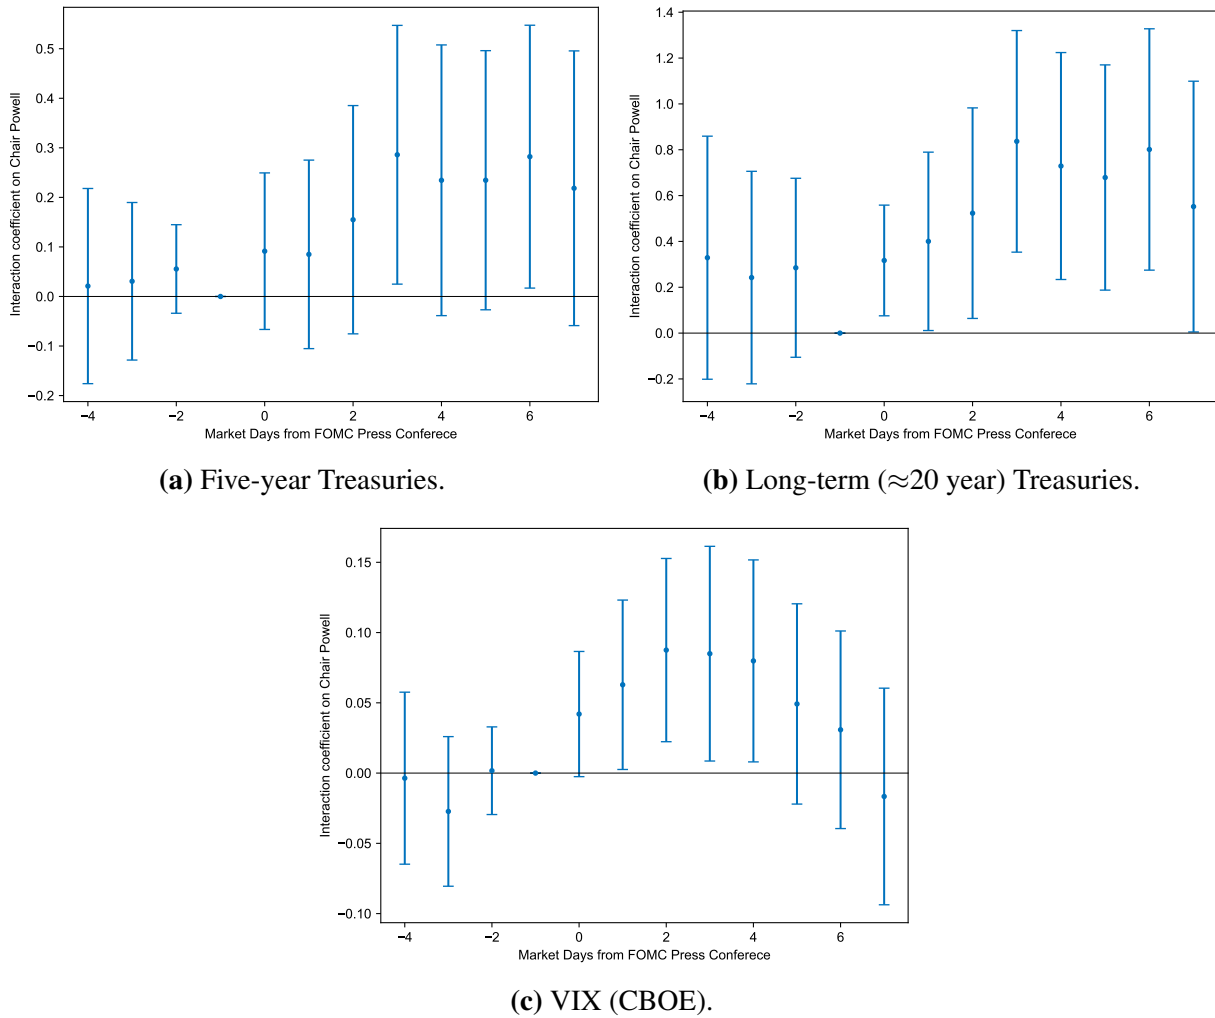 Interaction coefficient on Chair Powell
0.5
0.4
0.3
0.2
0.1
0.0
−0.1
−0.2
−4 −2 0 2 4 6
Market Days from FOMC Press Conferece
(a) Five-year Treasuries.
Interaction coefficient on Chair Powell
1.4
1.2
1.0
0.8
0.6
0.4
0.2
0.0
−0.2
−4 −2 0 2 4 6
Market Days from FOMC Press Conferece
(b) Long-term (≈20 year) Treasuries.
Interaction coefficient on Chair Powell
0.15
0.10
0.05
0.00
−0.05
−0.10
−4 −2 0 2 4 6
Market Days from FOMC Press Conferece
(c) VIX (CBOE).